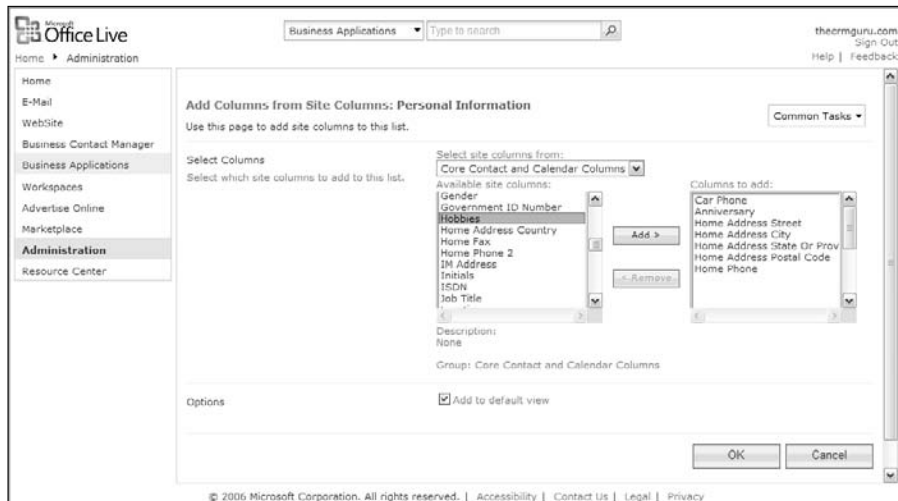 Microsoft
Office Live
Business Applications
Type to search
theormguru.com
Sign Out
Home ▸ Administration
Help | Feedback
Home
E-Mail
WebSite
Business Contact Manager
Business Applications
Workspaces
Advertise Online
Marketplace
Administration
Resource Center
Add Columns from Site Columns: Personal Information
Use this page to add site columns to this list.
Common Tasks
Select Columns
Select which site columns to add to this list.
Select site columns from:
Core Contact and Calendar Columns
Available site columns:
Gender
Government ID Number
Hobbies
Home Address Country
Home Fax
Home Phone 2
IM Address
Initials
ISDN
Job Title
Add >
< Remove
Columns to add:
Car Phone
Anniversary
Home Address Street
Home Address City
Home Address State Or Prov
Home Address Postal Code
Home Phone
Description:
None
Group: Core Contact and Calendar Columns
Options
Add to default view
OK
Cancel
© 2006 Microsoft Corporation. All rights reserved. | Accessibility | Contact Us | Legal | Privacy